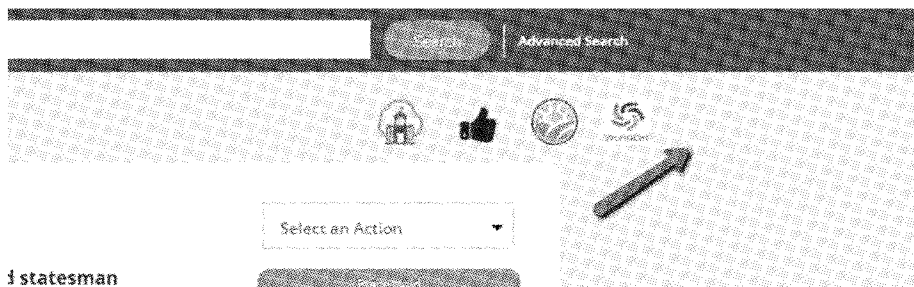 Search
Advanced Search
Select an Action
d statesman